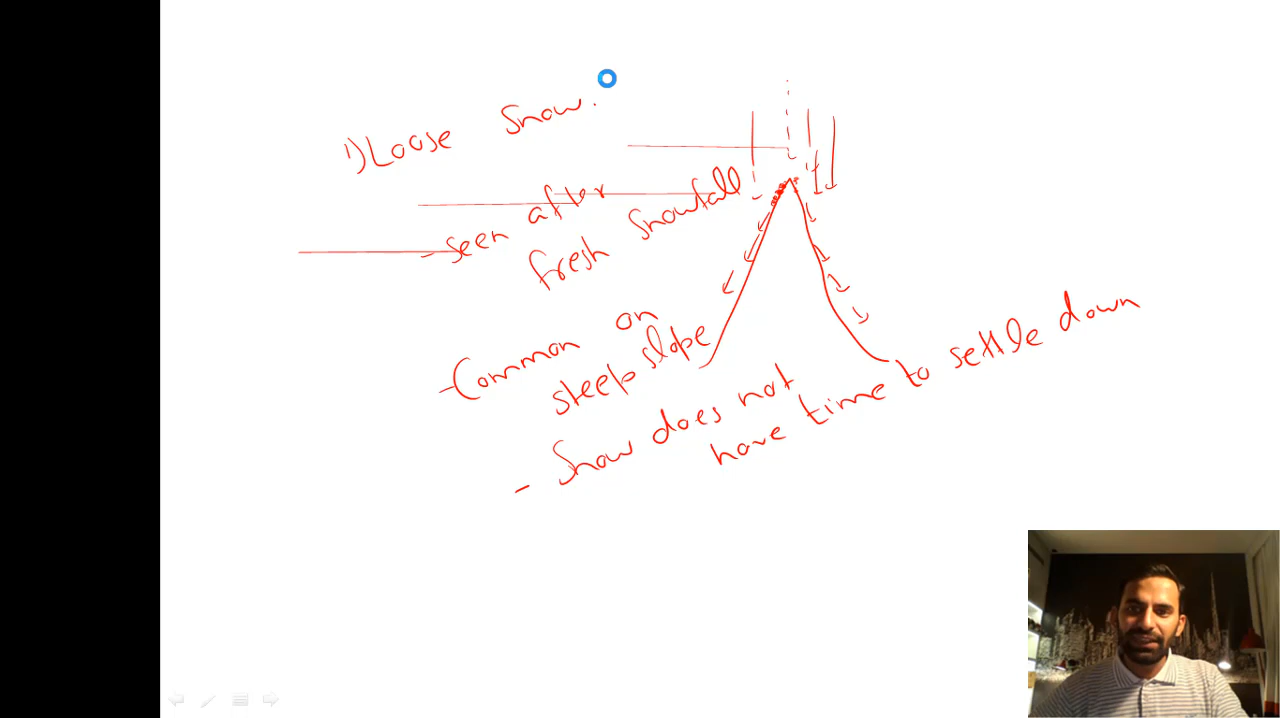 1) Loose Snow.
- seen after
fresh snowfall
- Common on
steep slope
- Snow does not
have time to settle down